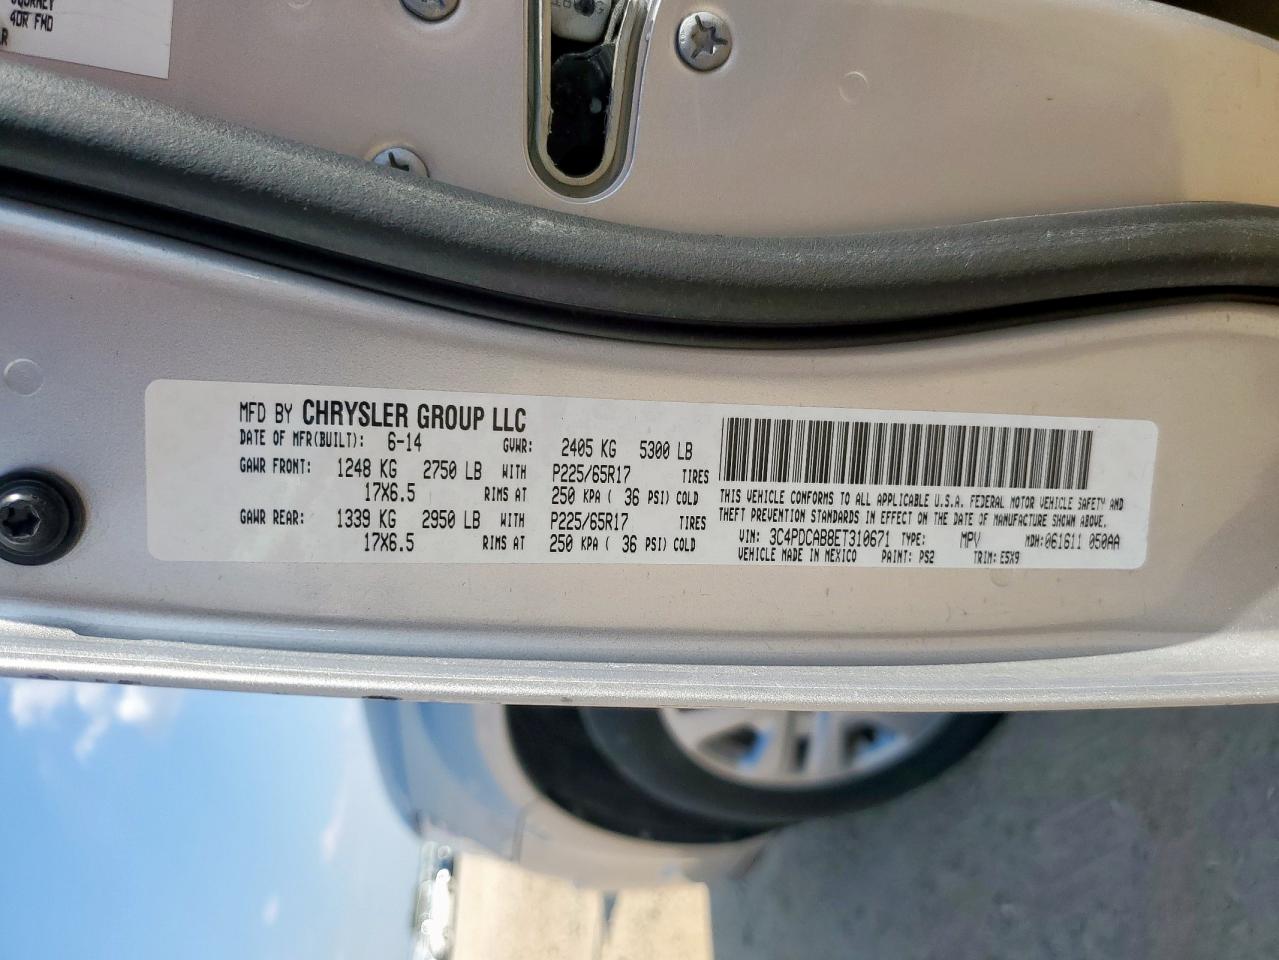 4DR FWD
MFD BY CHRYSLER GROUP LLC
DATE OF MFR(BUILT): 6-14 GVWR: 2405 KG 5300 LB
GAWR FRONT: 1248 KG 2750 LB WITH P225/65R17 TIRES
17X6.5 RIMS AT 250 KPA ( 36 PSI) COLD
GAWR REAR: 1339 KG 2950 LB WITH P225/65R17 TIRES
17X6.5 RIMS AT 250 KPA ( 36 PSI) COLD
THIS VEHICLE CONFORMS TO ALL APPLICABLE U.S.A. FEDERAL MOTOR VEHICLE SAFETY AND
THEFT PREVENTION STANDARDS IN EFFECT ON THE DATE OF MANUFACTURE SHOWN ABOVE.
VIN: 3C4PDCAB8ET310671 TYPE: MPV MDH: 061611 050AA
VEHICLE MADE IN MEXICO PAINT: PS2 TRIM: E5X9